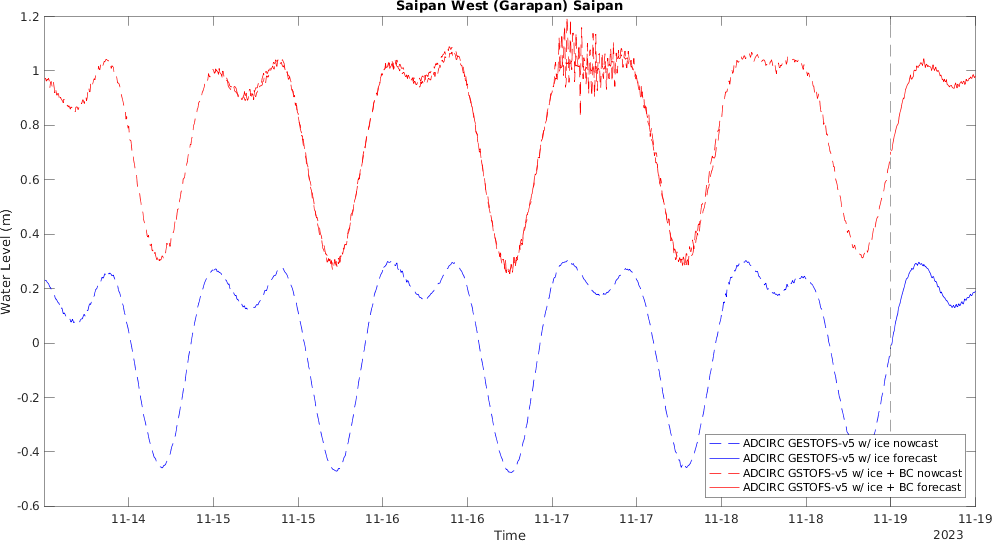 Saipan West (Garapan) Saipan
Water Level (m)
1.2
1
0.8
0.6
0.4
0.2
0
-0.2
-0.4
-0.6
ADCIRC GESTOFS-v5 w/ ice nowcast
ADCIRC GESTOFS-v5 w/ ice forecast
ADCIRC GSTOFS-v5 w/ ice + BC nowcast
ADCIRC GSTOFS-v5 w/ ice + BC forecast
11-14 11-15 11-15 11-16 11-16 11-17 11-17 11-18 11-18 11-19 11-19
Time
2023